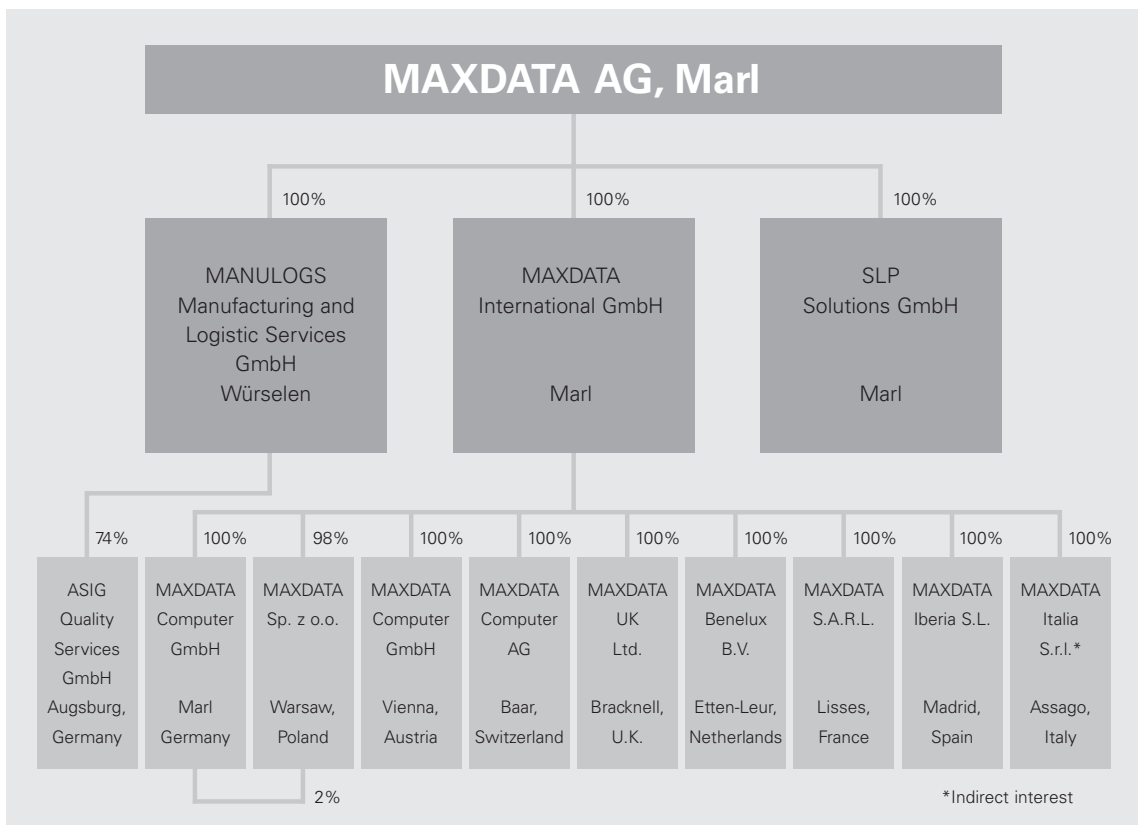 MAXDATA AG, Marl
100%
100%
100%
MANULOGS
Manufacturing and
Logistic Services
GmbH
Würselen
MAXDATA
International GmbH
Marl
SLP
Solutions GmbH
Marl
74%
100%
98%
100%
100%
100%
100%
100%
100%
100%
ASIG
Quality
Services
GmbH
Augsburg,
Germany
MAXDATA
Computer
GmbH
Marl
Germany
MAXDATA
Sp. z o.o.
Warsaw,
Poland
MAXDATA
Computer
GmbH
Vienna,
Austria
MAXDATA
Computer
AG
Baar,
Switzerland
MAXDATA
UK
Ltd.
Bracknell,
U.K.
MAXDATA
Benelux
B.V.
Etten-Leur,
Netherlands
MAXDATA
S.A.R.L.
Lisses,
France
MAXDATA
Iberia S.L.
Madrid,
Spain
MAXDATA
Italia
S.r.l.*
Assago,
Italy
2%
*Indirect interest